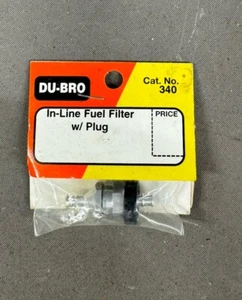 DU-BRO
Cat. No.
340
In-Line Fuel Filter
w/ Plug
PRICE